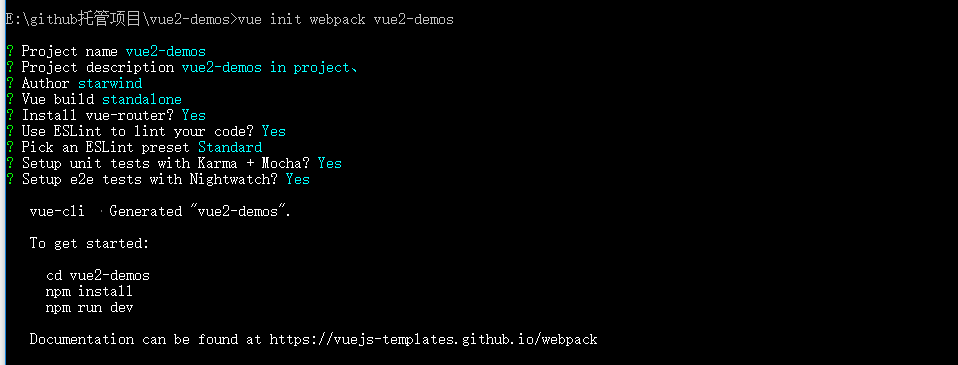 E:\github托管项目\vue2-demos>vue init webpack vue2-demos
? Project name vue2-demos
? Project description vue2-demos in project、
? Author starwind
? Vue build standalone
? Install vue-router? Yes
? Use ESLint to lint your code? Yes
? Pick an ESLint preset Standard
? Setup unit tests with Karma + Mocha? Yes
? Setup e2e tests with Nightwatch? Yes
vue-cli · Generated "vue2-demos".
To get started:
cd vue2-demos
npm install
npm run dev
Documentation can be found at https://vuejs-templates.github.io/webpack